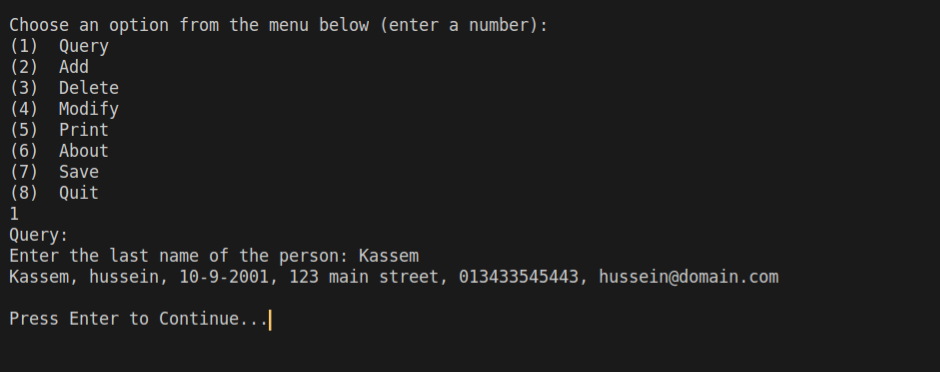 Choose an option from the menu below (enter a number):
(1)  Query
(2)  Add
(3)  Delete
(4)  Modify
(5)  Print
(6)  About
(7)  Save
(8)  Quit
1
Query:
Enter the last name of the person: Kassem
Kassem, hussein, 10-9-2001, 123 main street, 013433545443, hussein@domain.com
Press Enter to Continue...